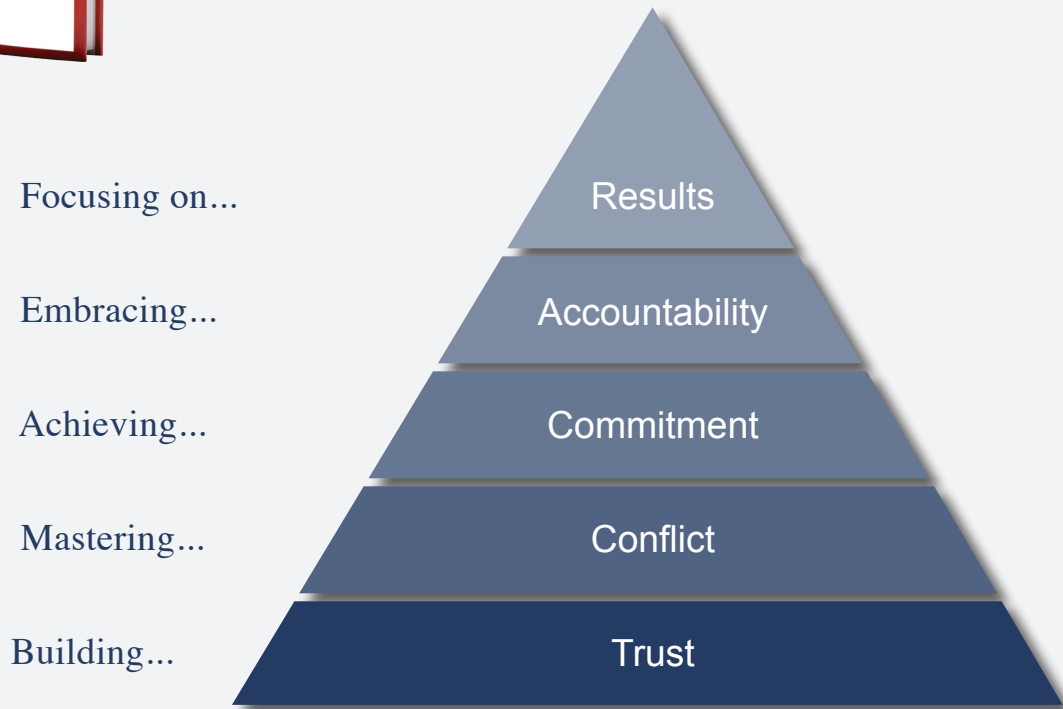 Focusing on... Results
Embracing... Accountability
Achieving... Commitment
Mastering... Conflict
Building... Trust